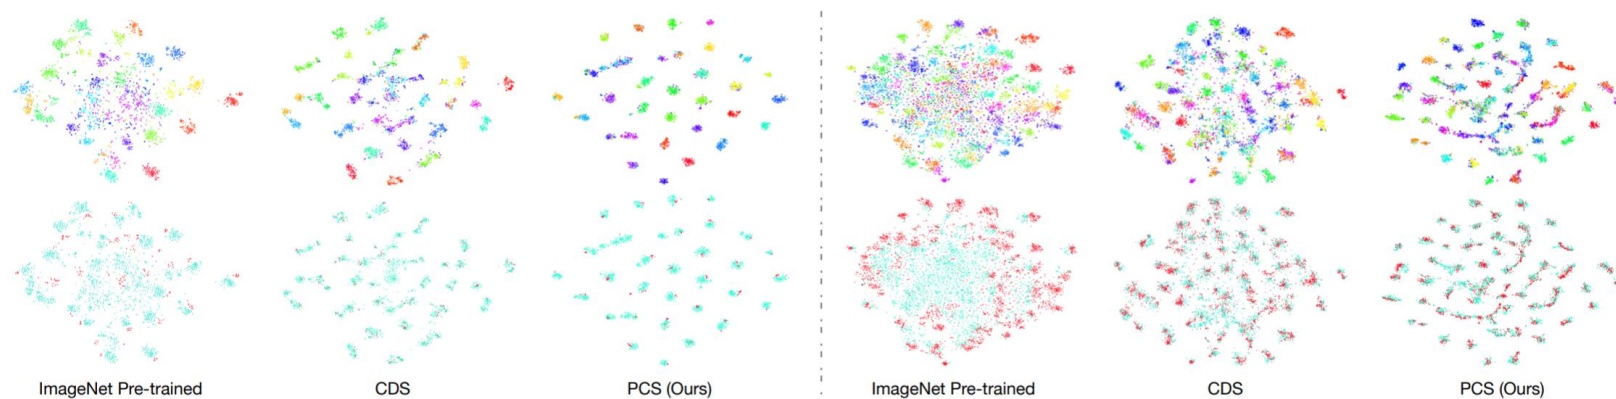 ImageNet Pre-trained
CDS
PCS (Ours)
ImageNet Pre-trained
CDS
PCS (Ours)